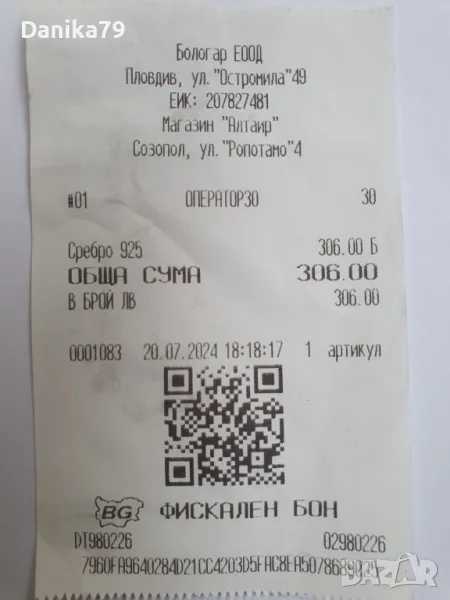 Danika79
Бологар ЕООД
Пловдив, ул."Остромила"49
ЕИК: 207827481
Магазин "Алтаир"
Созопол, ул."Ропотамо"4
#01 ОПЕРАТОР30 30
Сребро 925 306.00 Б
ОБЩА СУМА 306.00
В БРОЙ ЛВ 306.00
0001083 20.07.2024 18:18:17 1 артикул
BG ФИСКАЛЕН БОН
DT980226 02980226
bazar.bg